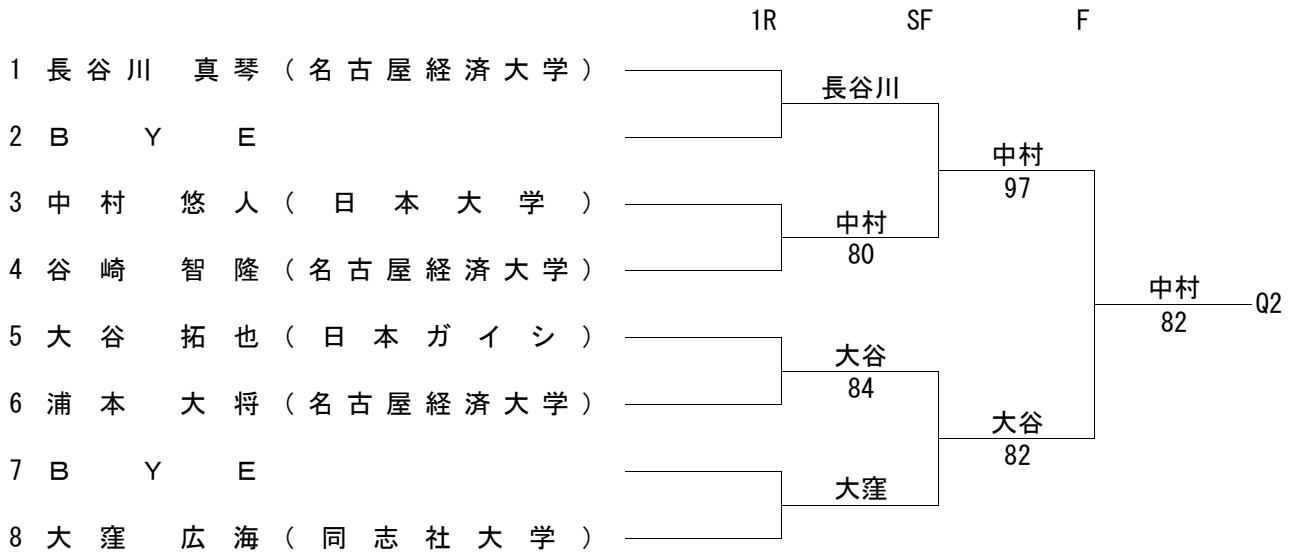 1R SF F
1 長谷川 真琴 (名古屋経済大学)
長谷川
2 BYE
中村
97
3 中村 悠人 (日本大学)
中村
80
4 谷崎 智隆 (名古屋経済大学)
中村
82
Q2
5 大谷 拓也 (日本ガイシ)
大谷
84
6 浦本 大将 (名古屋経済大学)
大谷
82
7 BYE
大窪
8 大窪 広海 (同志社大学)